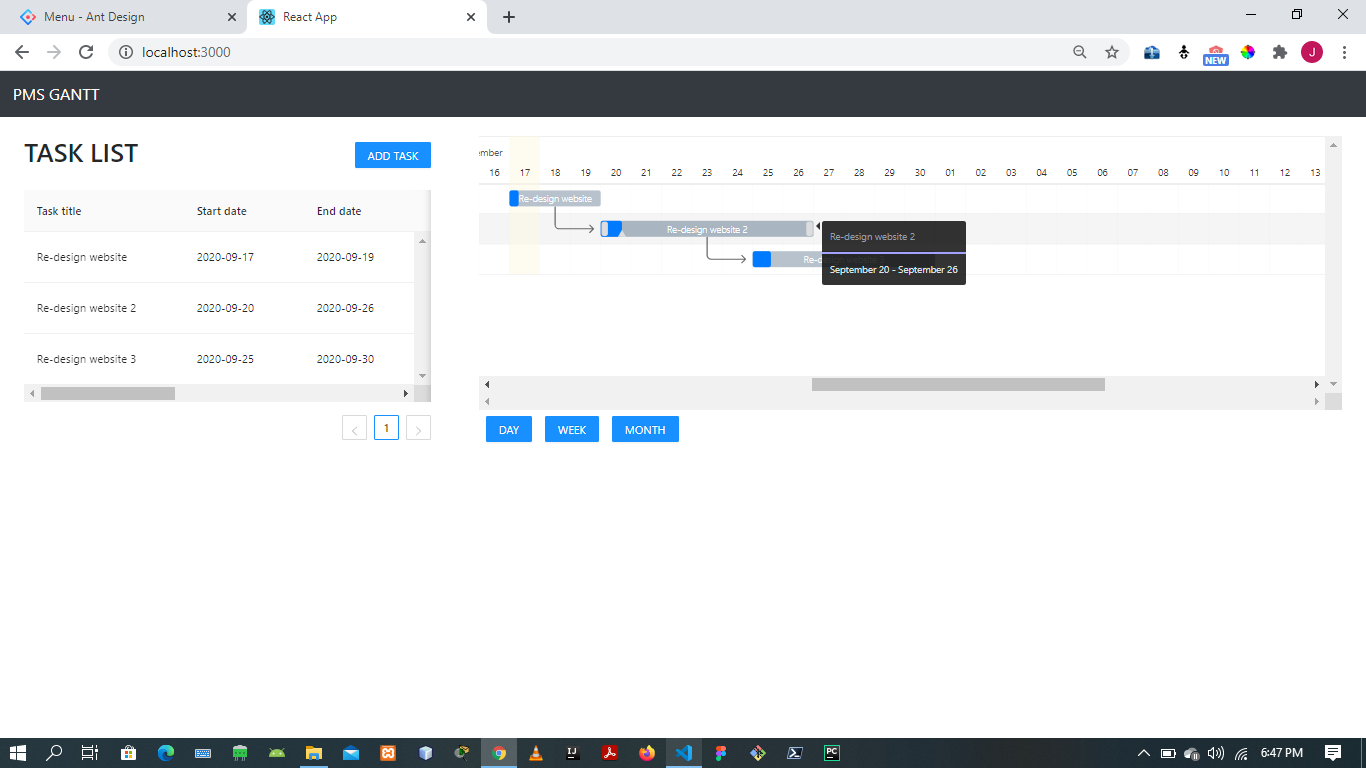 Menu - Ant Design
React App
localhost:3000
NEW
J
PMS GANTT
TASK LIST
ADD TASK
Task title Start date End date
Re-design website 2020-09-17 2020-09-19
Re-design website 2 2020-09-20 2020-09-26
Re-design website 3 2020-09-25 2020-09-30
1
ember
16 17 18 19 20 21 22 23 24 25 26 27 28 29 30 01 02 03 04 05 06 07 08 09 10 11 12 13
Re-design website
Re-design website 2
Re-d
Re-design website 2
September 20 - September 26
DAY WEEK MONTH
IJ
PC
6:47 PM